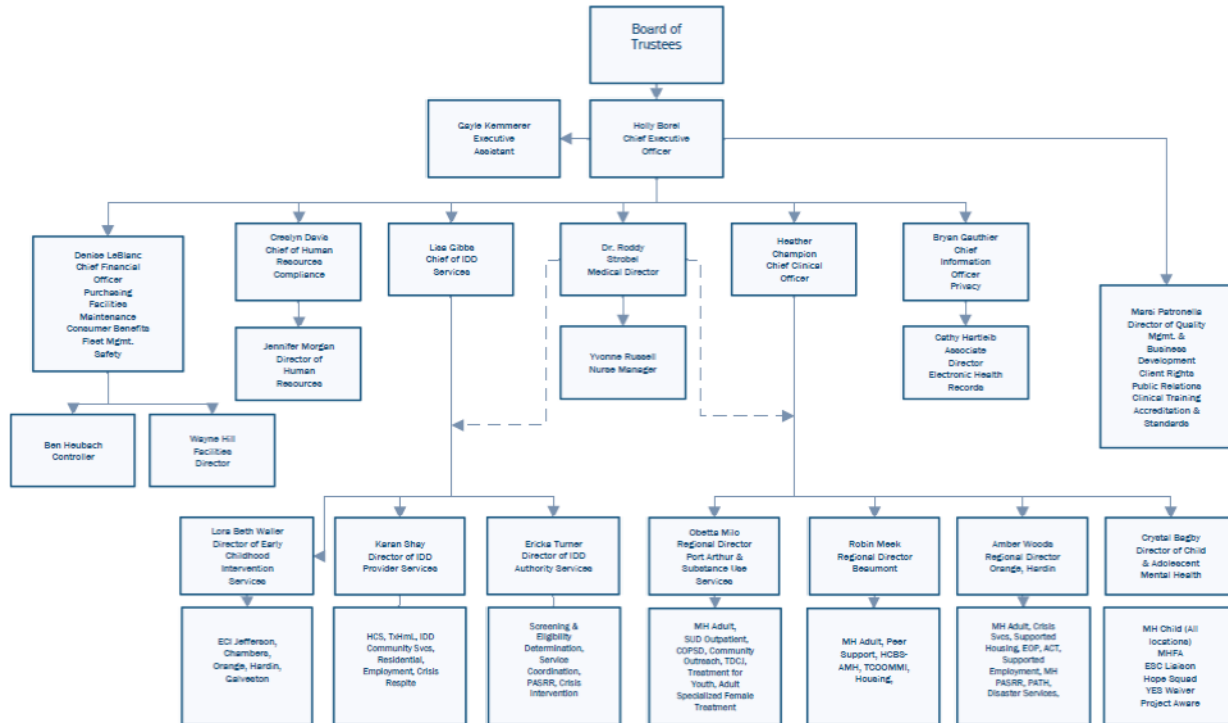 Board of
Trustees
Gayle Kemmerer
Executive
Assistant
Holly Borel
Chief Executive
Officer
Denise LeBlanc
Chief Financial
Officer
Purchasing
Facilities
Maintenance
Consumer Benefits
Fleet Mgmt.
Safety
Creslyn Davis
Chief of Human
Resources
Compliance
Lisa Gibbs
Chief of IDD
Services
Dr. Roddy
Strobel
Medical Director
Heather
Champion
Chief Clinical
Officer
Bryan Gauthier
Chief
Information
Officer
Privacy
Marsi Patronella
Director of Quality
Mgmt. &
Business
Development
Client Rights
Public Relations
Clinical Training
Accreditation &
Standards
Jennifer Morgan
Director of
Human
Resources
Yvonne Russell
Nurse Manager
Cathy Hartleib
Associate
Director
Electronic Health
Records
Ben Heubach
Controller
Wayne Hill
Facilities
Director
Lora Beth Waller
Director of Early
Childhood
Intervention
Services
Karan Shay
Director of IDD
Provider Services
Ericka Turner
Director of IDD
Authority Services
Obetta Milo
Regional Director
Port Arthur &
Substance Use
Services
Robin Meek
Regional Director
Beaumont
Amber Woods
Regional Director
Orange, Hardin
Crystal Bagby
Director of Child
& Adolescent
Mental Health
ECI Jefferson,
Chambers,
Orange, Hardin,
Galveston
HCS, TxHmL, IDD
Community Svcs,
Residential,
Employment, Crisis
Respite
Screening &
Eligibility
Determination,
Service
Coordination,
PASRR, Crisis
Intervention
MH Adult,
SUD Outpatient,
COPSD, Community
Outreach, TDCJ,
Treatment for
Youth, Adult
Specialized Female
Treatment
MH Adult, Peer
Support, HCBS-
AMH, TCOOMMI,
Housing,
MH Adult, Crisis
Svcs, Supported
Housing, EOP, ACT,
Supported
Employment, MH
PASRR, PATH,
Disaster Services,
MH Child (All
locations)
MHFA
ESC Liaison
Hope Squad
YES Waiver
Project Aware